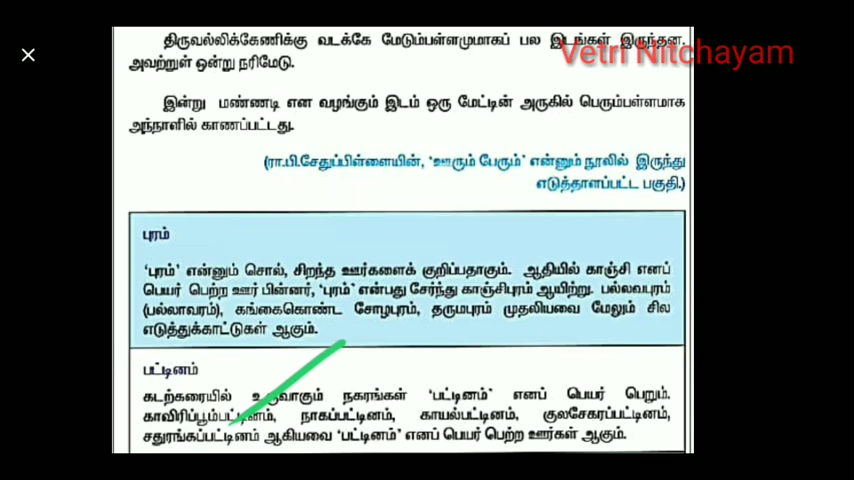 திருவல்லிக்கேணிக்கு வடக்கே மேடும்பள்ளமுமாகப் பல இடங்கள் இருந்தன.
Vetri Nitchayam
அவற்றுள் ஒன்று நரிமேடு.
இன்று மண்ணடி என வழங்கும் இடம் ஒரு மேட்டின் அருகில் பெரும்பள்ளமாக
அந்நாளில் காணப்பட்டது.
(ரா.பி.சேதுப்பிள்ளையின், ‘ஊரும் பேரும்’ என்னும் நூலில் இருந்து
எடுத்தாளப்பட்ட பகுதி.)
புரம்
‘புரம்’ என்னும் சொல், சிறந்த ஊர்களைக் குறிப்பதாகும். ஆதியில் காஞ்சி எனப்
பெயர் பெற்ற ஊர் பின்னர், ‘புரம்’ என்பது சேர்ந்து காஞ்சிபுரம் ஆயிற்று. பல்லவபுரம்
(பல்லாவரம்), கங்கைகொண்ட சோழபுரம், தருமபுரம் முதலியவை மேலும் சில
எடுத்துக்காட்டுகள் ஆகும்.
பட்டினம்
கடற்கரையில் உருவாகும் நகரங்கள் ‘பட்டினம்’ எனப் பெயர் பெறும்.
காவிரிப்பூம்பட்டினம், நாகப்பட்டினம், காயல்பட்டினம், குலசேகரப்பட்டினம்,
சதுரங்கப்பட்டினம் ஆகியவை ‘பட்டினம்’ எனப் பெயர் பெற்ற ஊர்கள் ஆகும்.